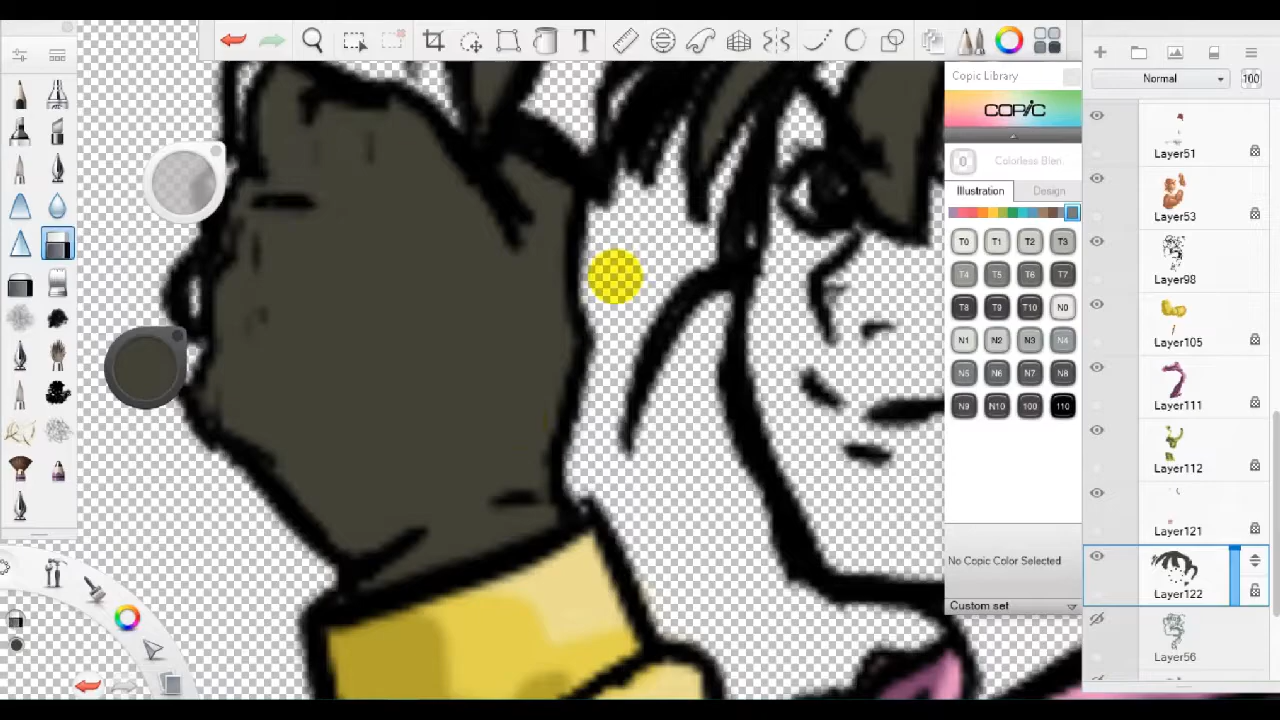 T
Copic Library
COPIC
0 Colorless Blen.
Illustration Design
T0 T1 T2 T3
T4 T5 T6 T7
T8 T9 T10 N0
N1 N2 N3 N4
N5 N6 N7 N8
N9 N10 100 110
No Copic Color Selected
Custom set
Normal 100
Layer51
Layer53
Layer98
Layer105
Layer111
Layer112
Layer121
Layer122
Layer56